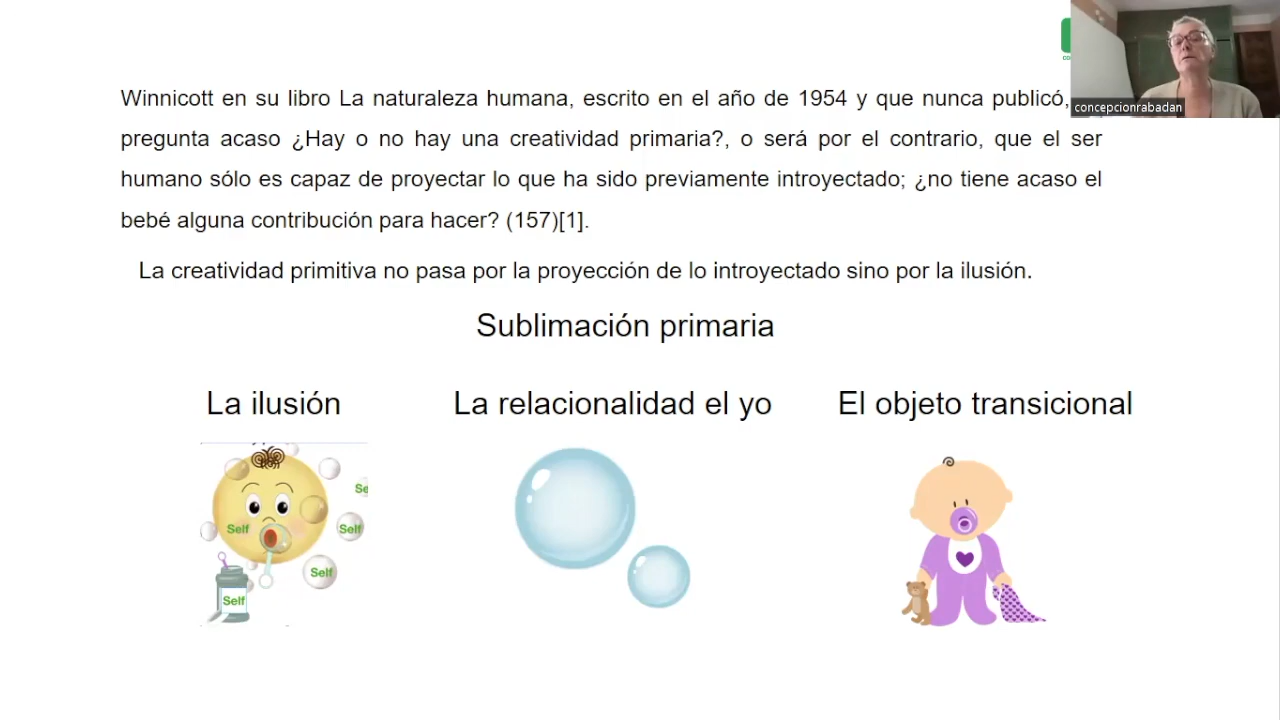 Winnicott en su libro La naturaleza humana, escrito en el año de 1954 y que nunca publicó,
pregunta acaso ¿Hay o no hay una creatividad primaria?, o será por el contrario, que el ser
humano sólo es capaz de proyectar lo que ha sido previamente introyectado; ¿no tiene acaso el
bebé alguna contribución para hacer? (157)[1].
La creatividad primitiva no pasa por la proyección de lo introyectado sino por la ilusión.
Sublimación primaria
La ilusión
La relacionalidad el yo
El objeto transicional
Self
Self
Self
Self
concepcionrabadan